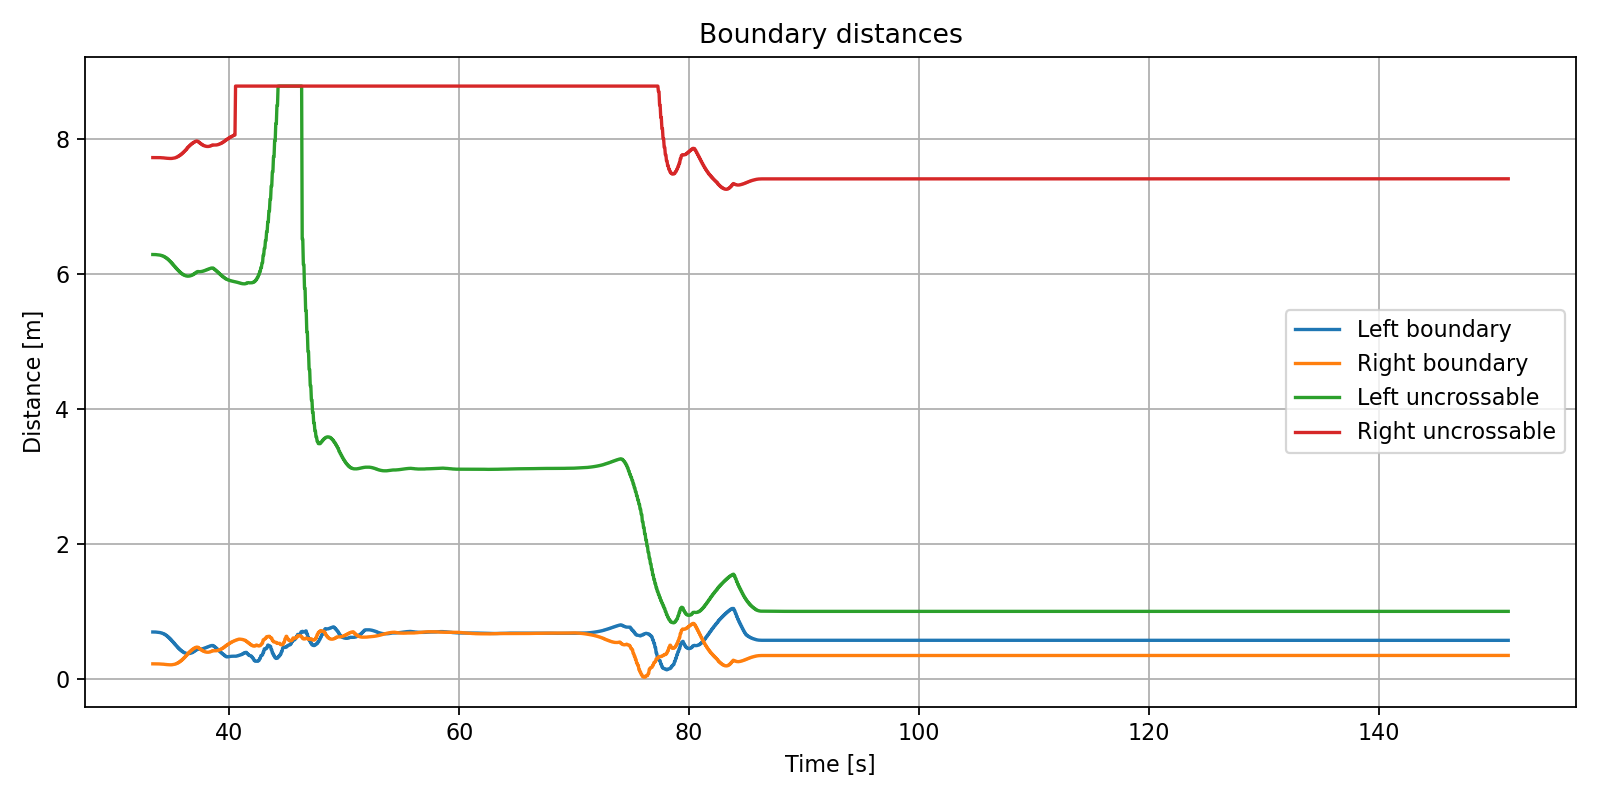 Boundary distances
Distance [m]
8
6
4
2
0
40
60
80
100
120
140
Time [s]
Left boundary
Right boundary
Left uncrossable
Right uncrossable